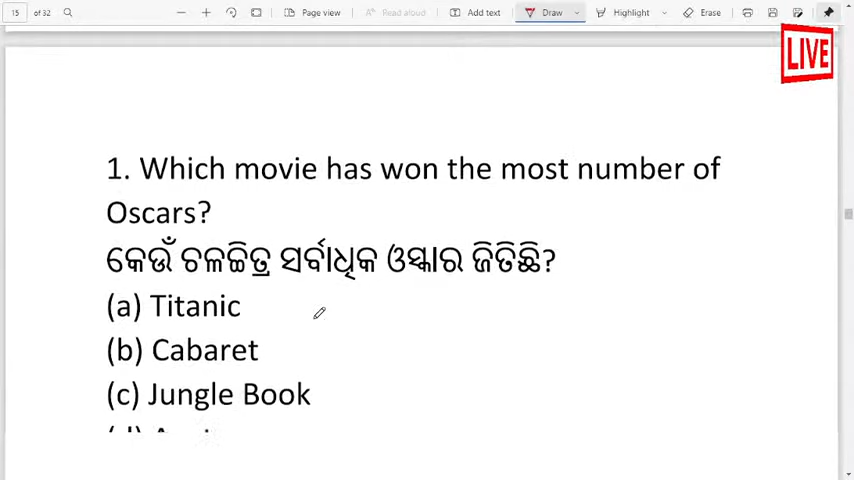 15 of 32 Page view Read aloud Add text Draw Highlight Erase
LIVE
1. Which movie has won the most number of
Oscars?
କେଉଁ ଚଳଚ୍ଚିତ୍ର ସର୍ବାଧିକ ଓସ୍କାର ଜିତିଛି?
(a) Titanic
(b) Cabaret
(c) Jungle Book